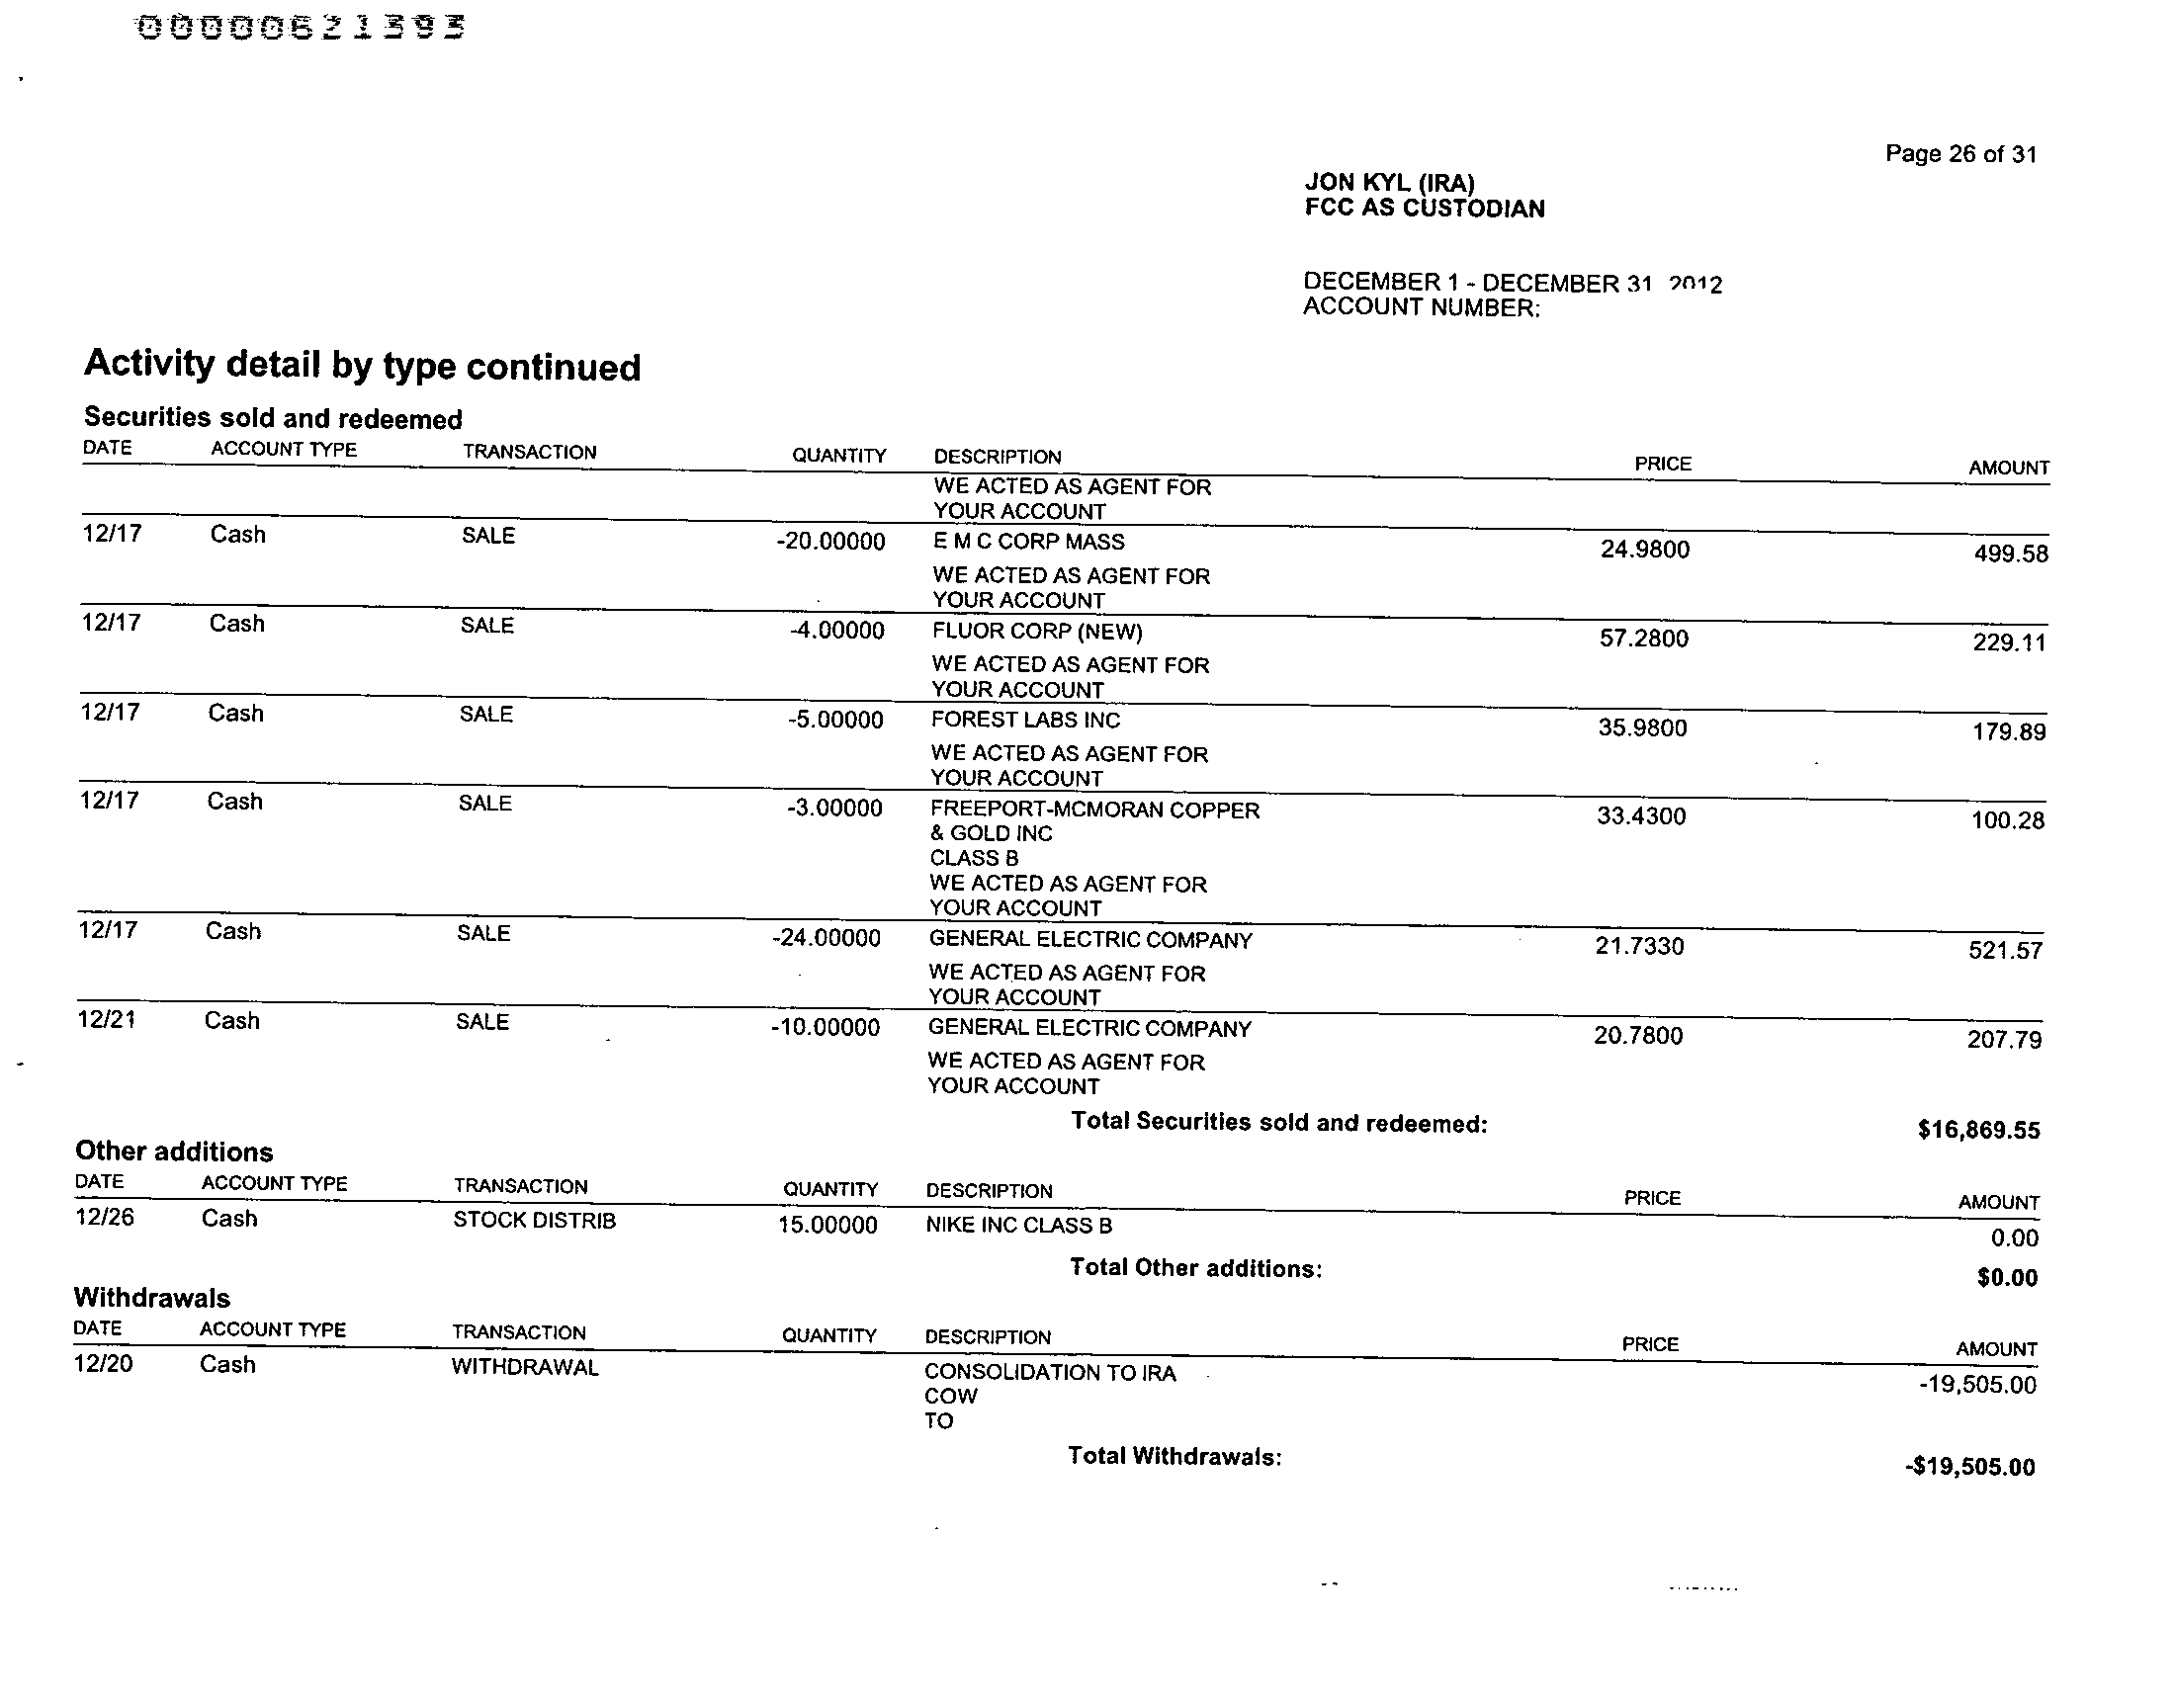 00000621393
Page 26 of 31
JON KYL (IRA)
FCC AS CUSTODIAN
DECEMBER 1 - DECEMBER 31 2012
ACCOUNT NUMBER:
Activity detail by type continued
Securities sold and redeemed
DATE ACCOUNT TYPE TRANSACTION QUANTITY DESCRIPTION PRICE AMOUNT
WE ACTED AS AGENT FOR
YOUR ACCOUNT
12/17 Cash SALE -20.00000 E M C CORP MASS 24.9800 499.58
WE ACTED AS AGENT FOR
YOUR ACCOUNT
12/17 Cash SALE -4.00000 FLUOR CORP (NEW) 57.2800 229.11
WE ACTED AS AGENT FOR
YOUR ACCOUNT
12/17 Cash SALE -5.00000 FOREST LABS INC 35.9800 179.89
WE ACTED AS AGENT FOR
YOUR ACCOUNT
12/17 Cash SALE -3.00000 FREEPORT-MCMORAN COPPER 33.4300 100.28
& GOLD INC
CLASS B
WE ACTED AS AGENT FOR
YOUR ACCOUNT
12/17 Cash SALE -24.00000 GENERAL ELECTRIC COMPANY 21.7330 521.57
WE ACTED AS AGENT FOR
YOUR ACCOUNT
12/21 Cash SALE -10.00000 GENERAL ELECTRIC COMPANY 20.7800 207.79
WE ACTED AS AGENT FOR
YOUR ACCOUNT
Total Securities sold and redeemed: $16,869.55
Other additions
DATE ACCOUNT TYPE TRANSACTION QUANTITY DESCRIPTION PRICE AMOUNT
12/26 Cash STOCK DISTRIB 15.00000 NIKE INC CLASS B 0.00
Total Other additions: $0.00
Withdrawals
DATE ACCOUNT TYPE TRANSACTION QUANTITY DESCRIPTION PRICE AMOUNT
12/20 Cash WITHDRAWAL CONSOLIDATION TO IRA -19,505.00
COW
TO
Total Withdrawals: -$19,505.00